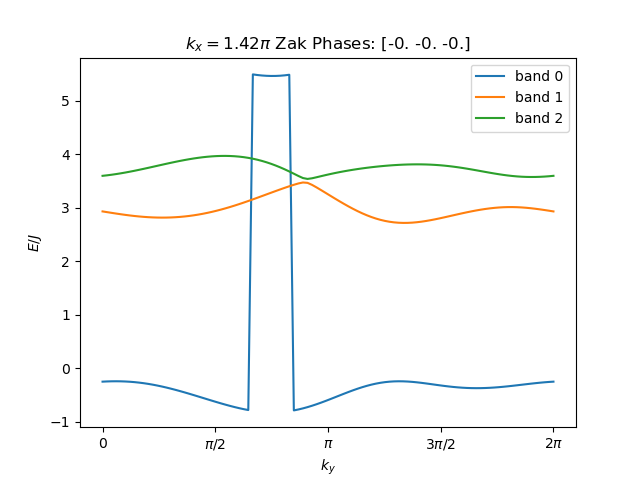 $k_x = 1.42\pi$ Zak Phases: [-0. -0. -0.]
band 0
band 1
band 2
E/J
5
4
3
2
1
0
−1
0
π/2
π
3π/2
2π
$k_y$